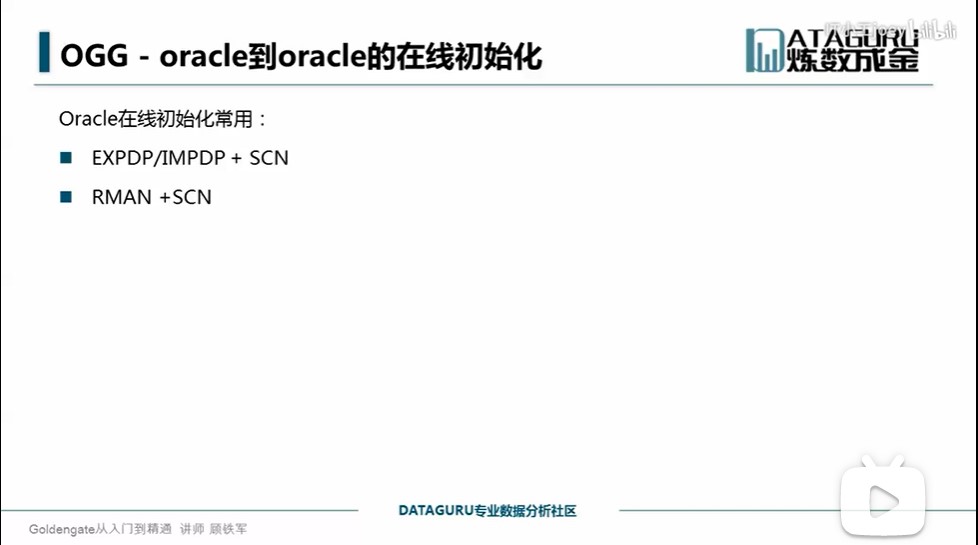 OGG - oracle到oracle的在线初始化
ATAGURU
炼数成金
Oracle在线初始化常用：
EXPDP/IMPDP + SCN
RMAN +SCN
DATAGURU专业数据分析社区
Goldengate从入门到精通 讲师 顾铁军